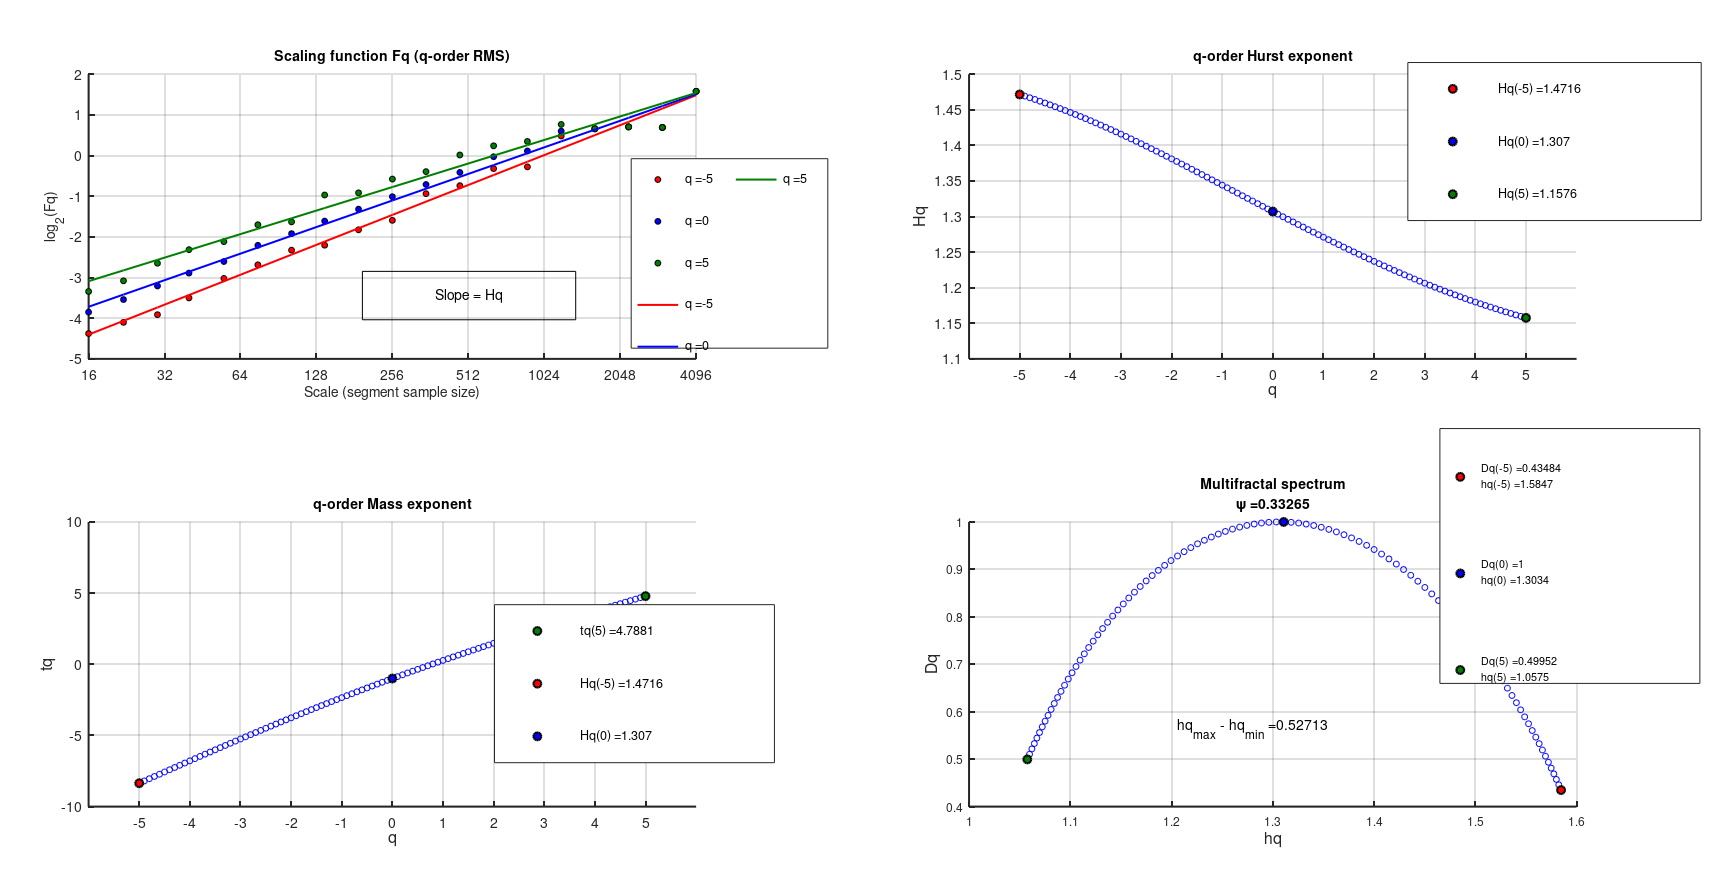 Scaling function Fq (q-order RMS)
2
1
0
-1
-2
-3
-4
-5
log2(Fq)
16 32 64 128 256 512 1024 2048 4096
Scale (segment sample size)
Slope = Hq
q =-5 q =5
q =0
q =5
q =-5
q =0
q-order Hurst exponent
1.5
1.45
1.4
1.35
1.3
1.25
1.2
1.15
1.1
Hq
-5 -4 -3 -2 -1 0 1 2 3 4 5
q
Hq(-5) =1.4716
Hq(0) =1.307
Hq(5) =1.1576
q-order Mass exponent
10
5
0
-5
-10
tq
-5 -4 -3 -2 -1 0 1 2 3 4 5
q
tq(5) =4.7881
Hq(-5) =1.4716
Hq(0) =1.307
Multifractal spectrum
ψ =0.33265
1
0.9
0.8
0.7
0.6
0.5
0.4
Dq
1 1.1 1.2 1.3 1.4 1.5 1.6
hq
hqmax - hqmin =0.52713
Dq(-5) =0.43484
hq(-5) =1.5847
Dq(0) =1
hq(0) =1.3034
Dq(5) =0.49952
hq(5) =1.0575